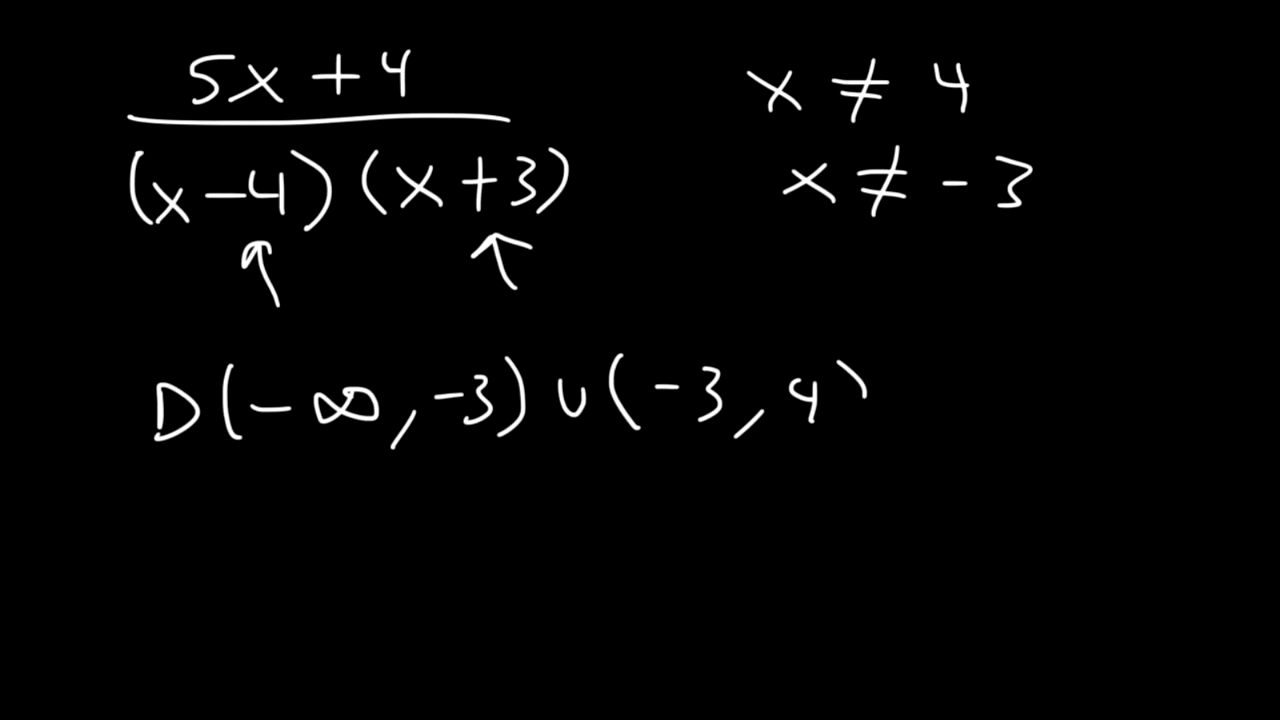 5x + 4
(x - 4) (x + 3)
x ≠ 4
x ≠ -3
D(-∞, -3) ∪ (-3, 4)